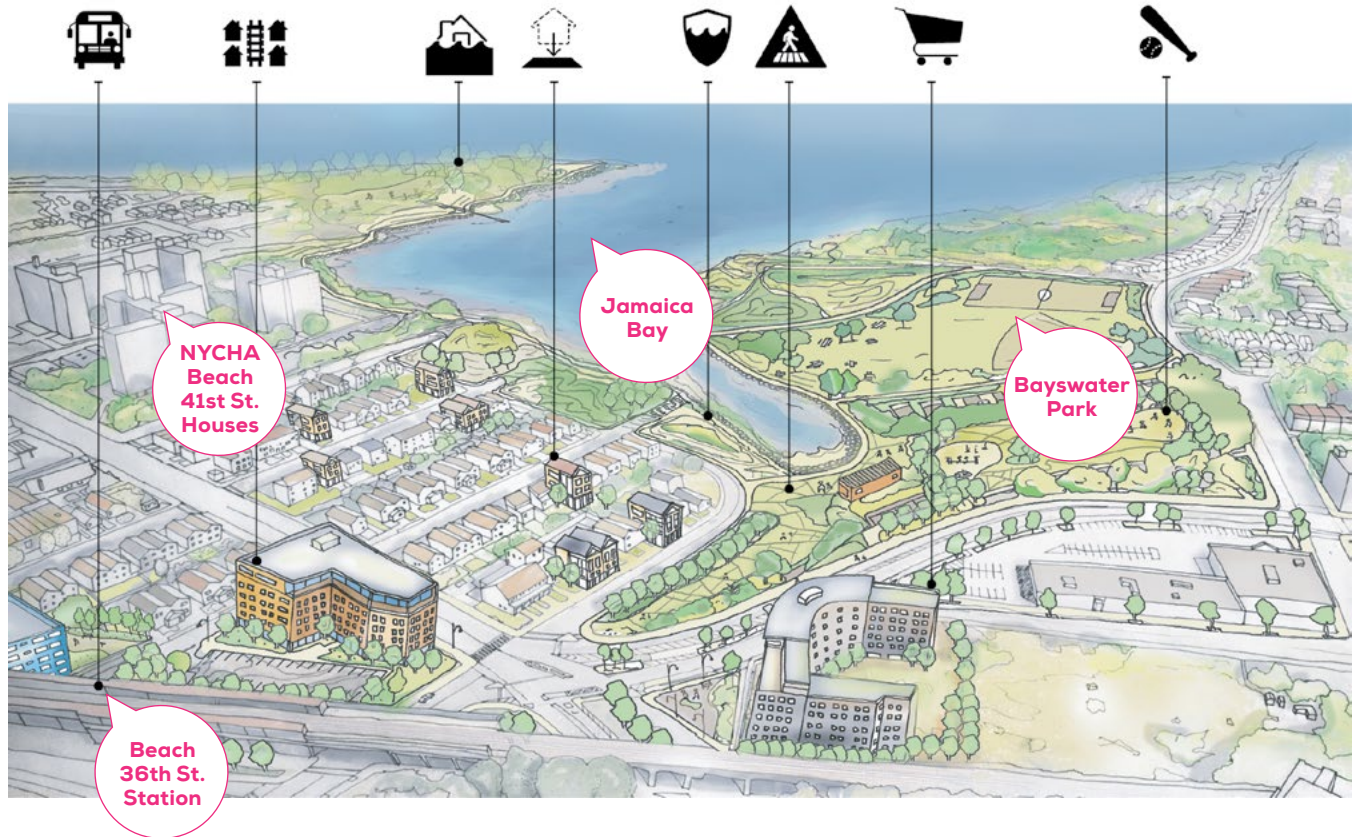 Jamaica
Bay
NYCHA
Beach
41st St.
Houses
Bayswater
Park
Beach
36th St.
Station